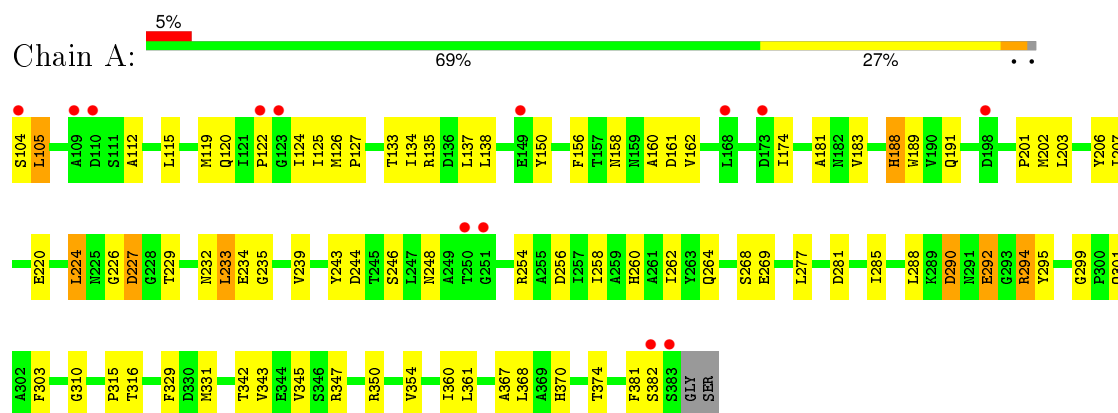 5%
Chain A:
69% 27% • •
S104 L105 A109 D110 S111 A112 L115 M119 Q120 I121 P122 G123 T124 I125 M126 P127 T133 I134 R135 D136 L137 L138 E149 Y150 F156 T157 N158 N159 A160 D161 V162 L168 D173 I174 A181 N182 V183 H188 W189 V190 Q191 D198 P201 M202 L203 Y206 I207
E220 L224 N225 G226 D227 G228 T229 N232 L233 E234 G235 V239 Y243 D244 T245 S246 L247 N248 A249 T250 G251 R254 A255 D256 I257 I258 A259 H260 A261 I262 Y263 Q264 S268 E269 L277 D281 I285 L288 K289 D290 N291 E292 G293 R294 Y295 G299 P300 Q301
A302 F303 G310 P315 T316 F329 D330 M331 T342 V343 E344 V345 S346 R347 R350 V354 I360 L361 A367 L368 A369 H370 T374 F381 S382 S383 GLY SER